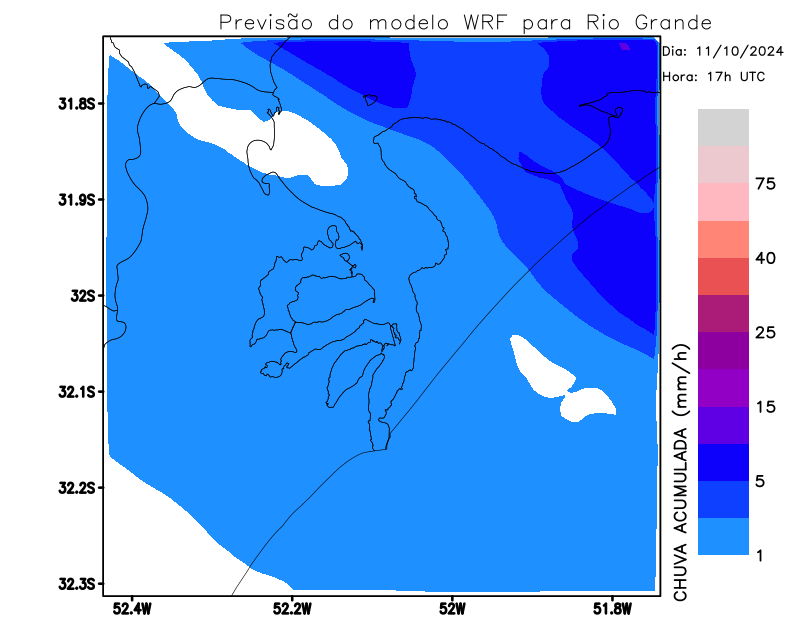 Previsão do modelo WRF para Rio Grande
Dia: 11/10/2024
Hora: 17h UTC
31.8S
31.9S
32S
32.1S
32.2S
32.3S
52.4W
52.2W
52W
51.8W
75
40
25
15
5
1
CHUVA ACUMULADA (mm/h)